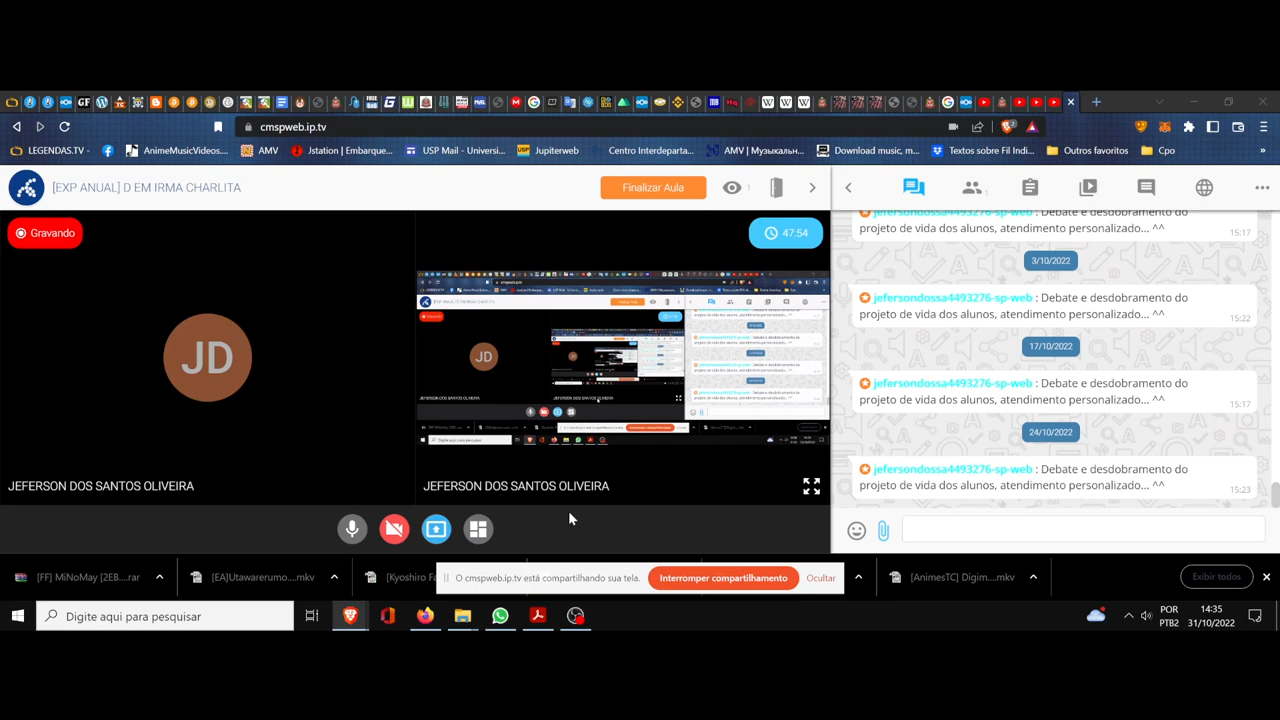 cmspweb.ip.tv
LEGENDAS.TV
AnimeMusicVideos...
AMV
Jstation | Embarque...
USP Mail - Universi...
Jupiterweb
Centro Interdeparta...
AMV | Музыкальн...
Download music, m...
Textos sobre Fil Indi...
Outros favoritos
Cpo
»
[EXP ANUAL] D EM IRMA CHARLITA
Finalizar Aula
1
1
Gravando
47:54
JD
JEFERSON DOS SANTOS OLIVEIRA
JD
JEFERSON DOS SANTOS OLIVEIRA
jefersondossa4493276-sp-web : Debate e desdobramento do
projeto de vida dos alunos, atendimento personalizado... ^^
15:17
3/10/2022
jefersondossa4493276-sp-web : Debate e desdobramento do
projeto de vida dos alunos, atendimento personalizado... ^^
15:22
17/10/2022
jefersondossa4493276-sp-web : Debate e desdobramento do
projeto de vida dos alunos, atendimento personalizado... ^^
15:17
24/10/2022
jefersondossa4493276-sp-web : Debate e desdobramento do
projeto de vida dos alunos, atendimento personalizado... ^^
15:23
[FF] MiNoMay [2EB....rar
[EA]Utawarerumo....mkv
[Kyoshiro Fa
O cmspweb.ip.tv está compartilhando sua tela.
Interromper compartilhamento
Ocultar
[AnimesTC] Digim....mkv
Exibir todos
Digite aqui para pesquisar
POR
PTB2
14:35
31/10/2022